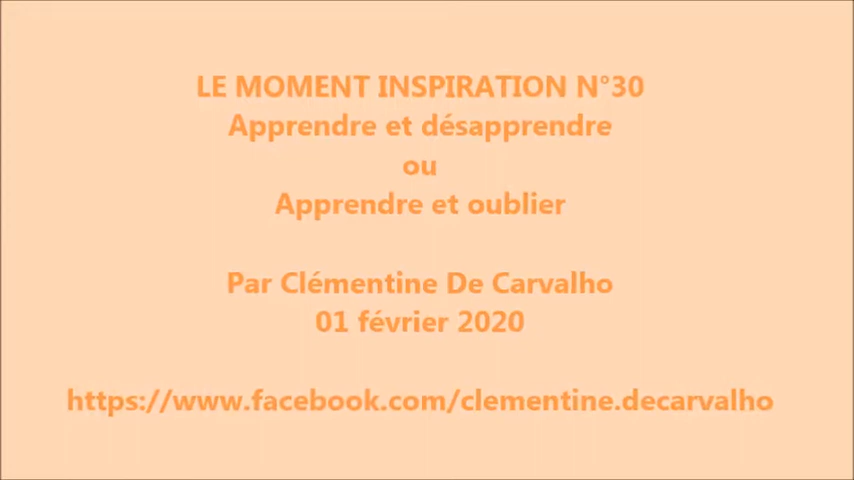 LE MOMENT INSPIRATION N°30
Apprendre et désapprendre
ou
Apprendre et oublier
Par Clémentine De Carvalho
01 février 2020
https://www.facebook.com/clementine.decarvalho